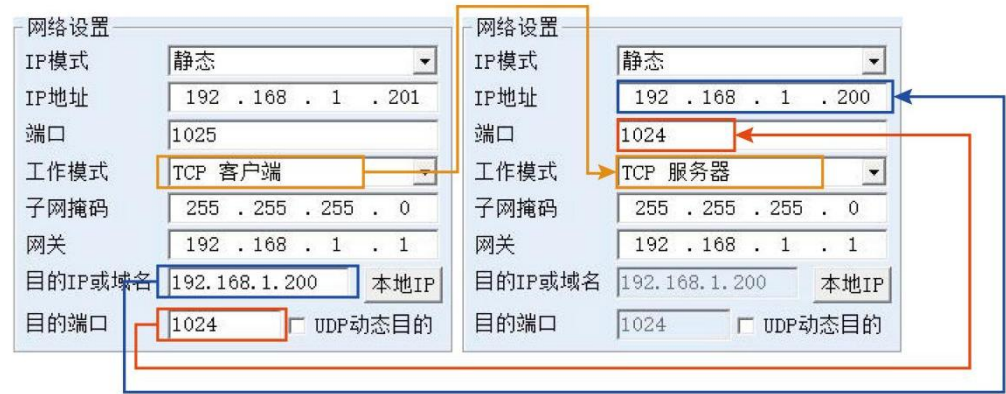 网络设置
IP模式 静态
IP地址 192 . 168 . 1 . 201
端口 1025
工作模式 TCP 客户端
子网掩码 255 . 255 . 255 . 0
网关 192 . 168 . 1 . 1
目的IP或域名 192.168.1.200 本地IP
目的端口 1024 UDP动态目的
网络设置
IP模式 静态
IP地址 192 . 168 . 1 . 200
端口 1024
工作模式 TCP 服务器
子网掩码 255 . 255 . 255 . 0
网关 192 . 168 . 1 . 1
目的IP或域名 192.168.1.200 本地IP
目的端口 1024 UDP动态目的